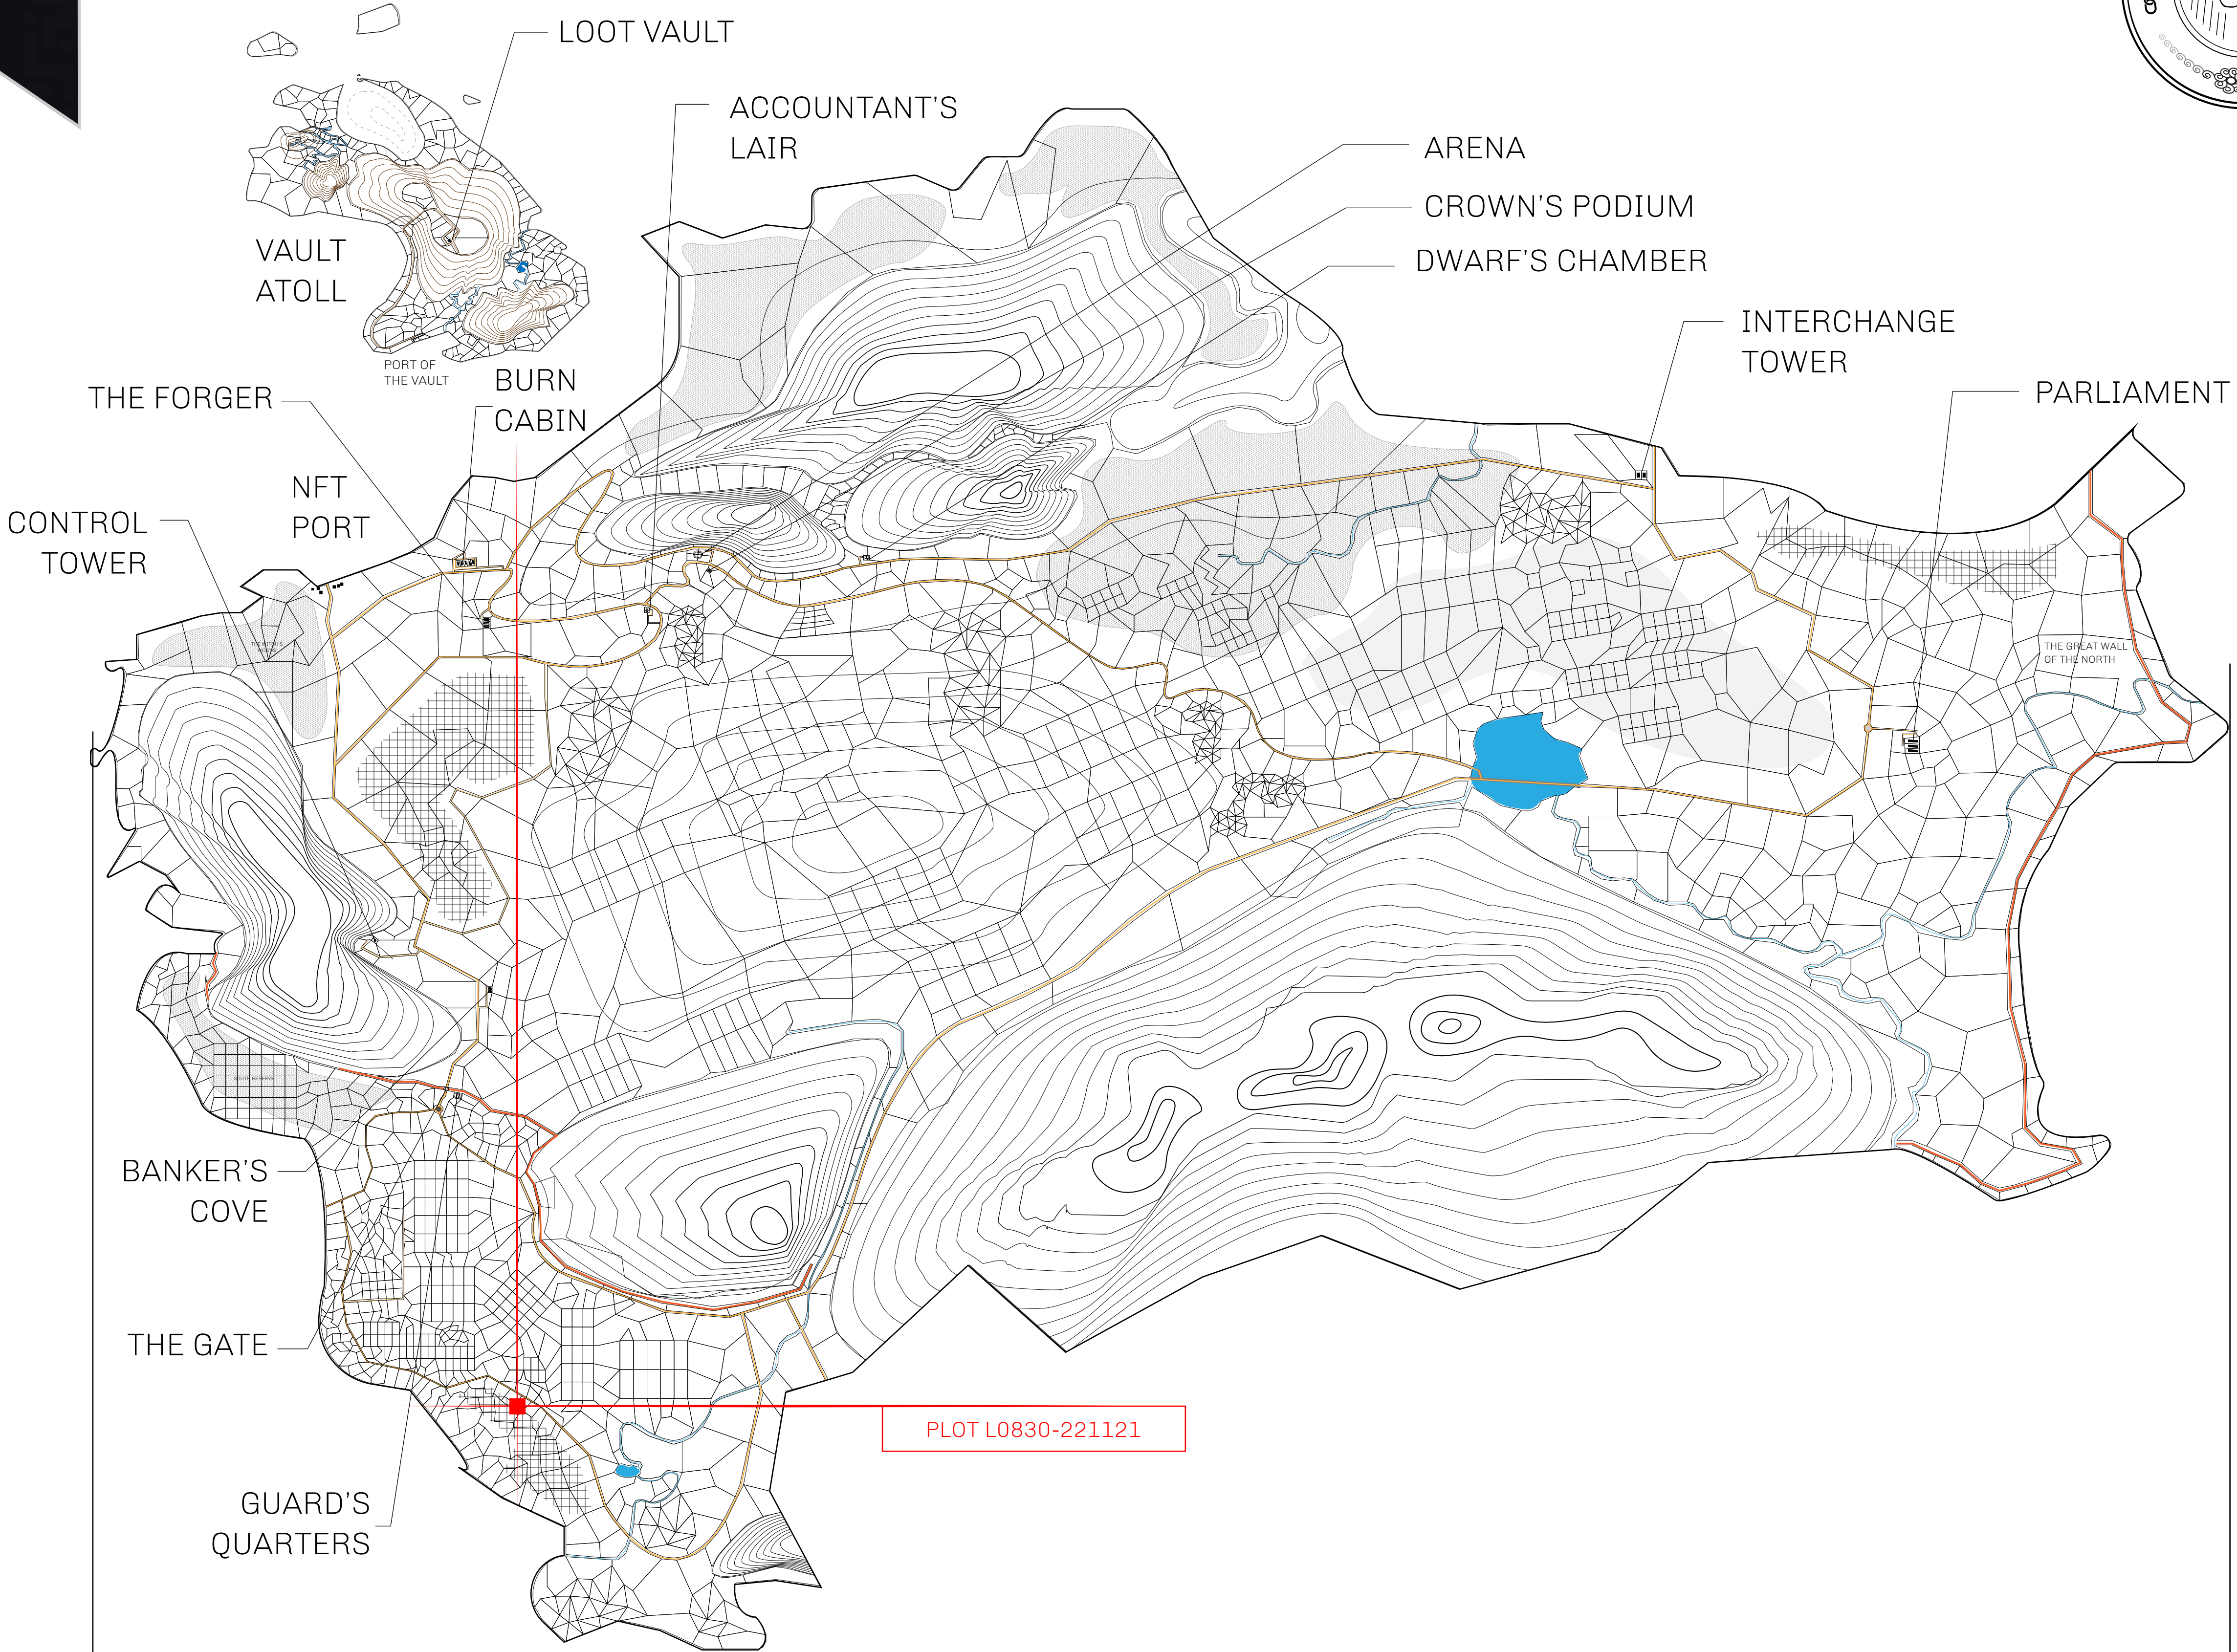 LOOT VAULT
ACCOUNTANT'S
LAIR
ARENA
CROWN'S PODIUM
DWARF'S CHAMBER
VAULT
ATOLL
INTERCHANGE
TOWER
PORT OF
THE VAULT
BURN
CABIN
THE FORGER
PARLIAMENT
NFT
PORT
CONTROL
TOWER
THE GREAT WALL
OF THE NORTH
SOUTH RESERVE
BANKER'S
COVE
THE GATE
PLOT L0830-221121
GUARD'S
QUARTERS